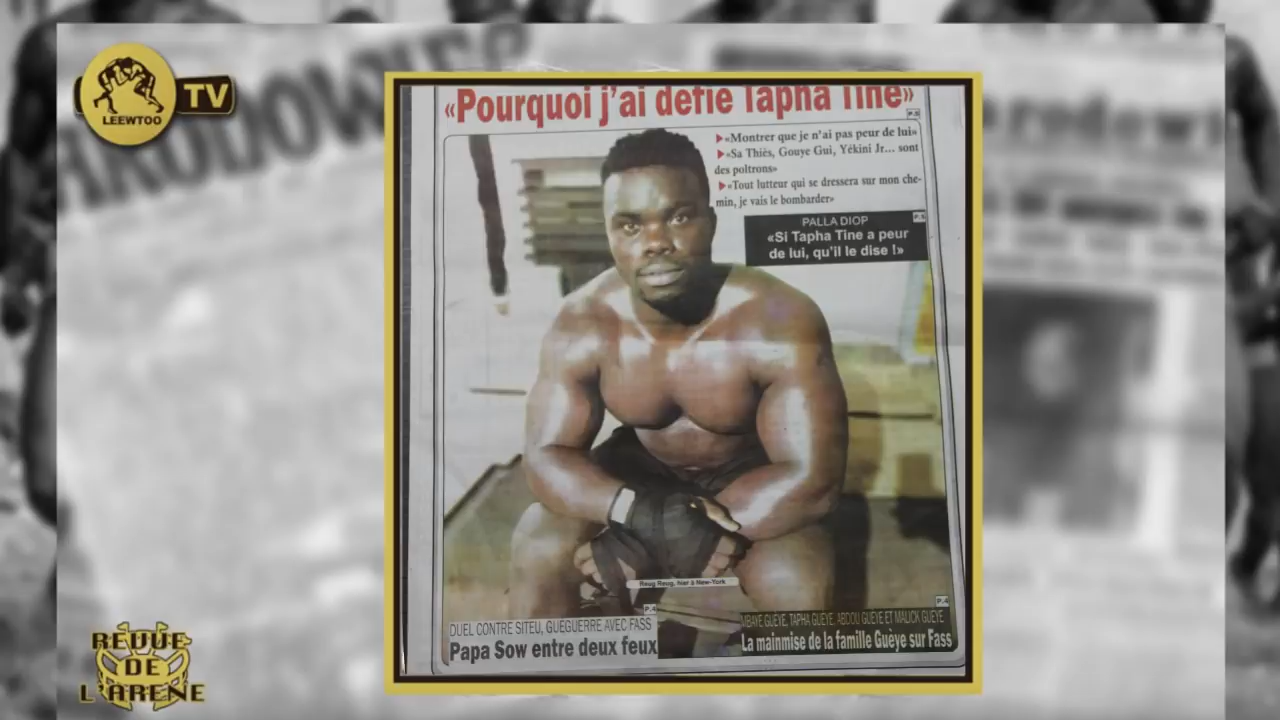 LEEWTOO
TV
«Pourquoi j'ai défié Tapha Tine»
P.5
«Montrer que je n'ai pas peur de lui»
«Sa Thiès, Gouye Gui, Yékini Jr... sont
des poltrons»
«Tout lutteur qui se dressera sur mon che-
min, je vais le bombarder»
PALLA DIOP
«Si Tapha Tine a peur
de lui, qu'il le dise !»
Reug Reug, hier à New-York
P.4
DUEL CONTRE SITEU, GUEGUERRE AVEC FASS
Papa Sow entre deux feux
P.4
MBAYE GUEYE, TAPHA GUEYE, ABDOU GUEYE ET MALICK GUEYE
La mainmise de la famille Guèye sur Fass
REVUE
DE
L'ARENE